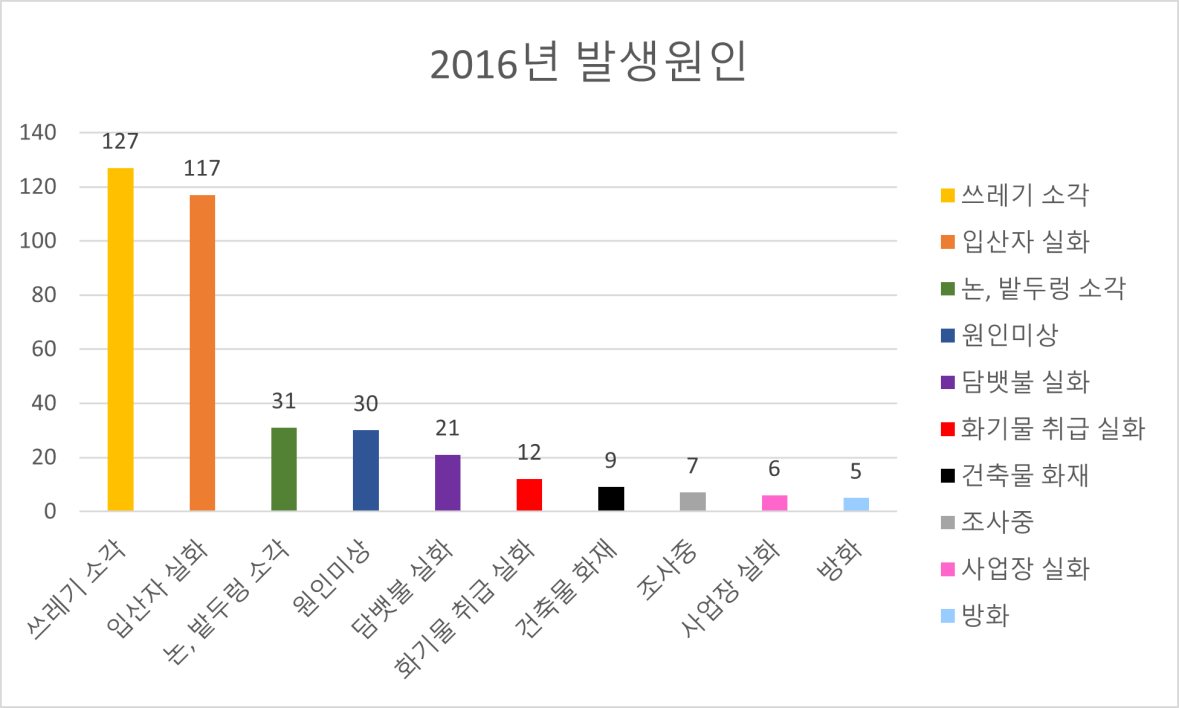 2016년 발생원인
140
120
100
80
60
40
20
0
127
117
31
30
21
12
9
7
6
5
쓰레기 소각
입산자 실화
논, 밭두렁 소각
원인미상
담뱃불 실화
화기물 취급 실화
건축물 화재
조사중
사업장 실화
방화
쓰레기 소각
입산자 실화
논, 밭두렁 소각
원인미상
담뱃불 실화
화기물 취급 실화
건축물 화재
조사중
사업장 실화
방화